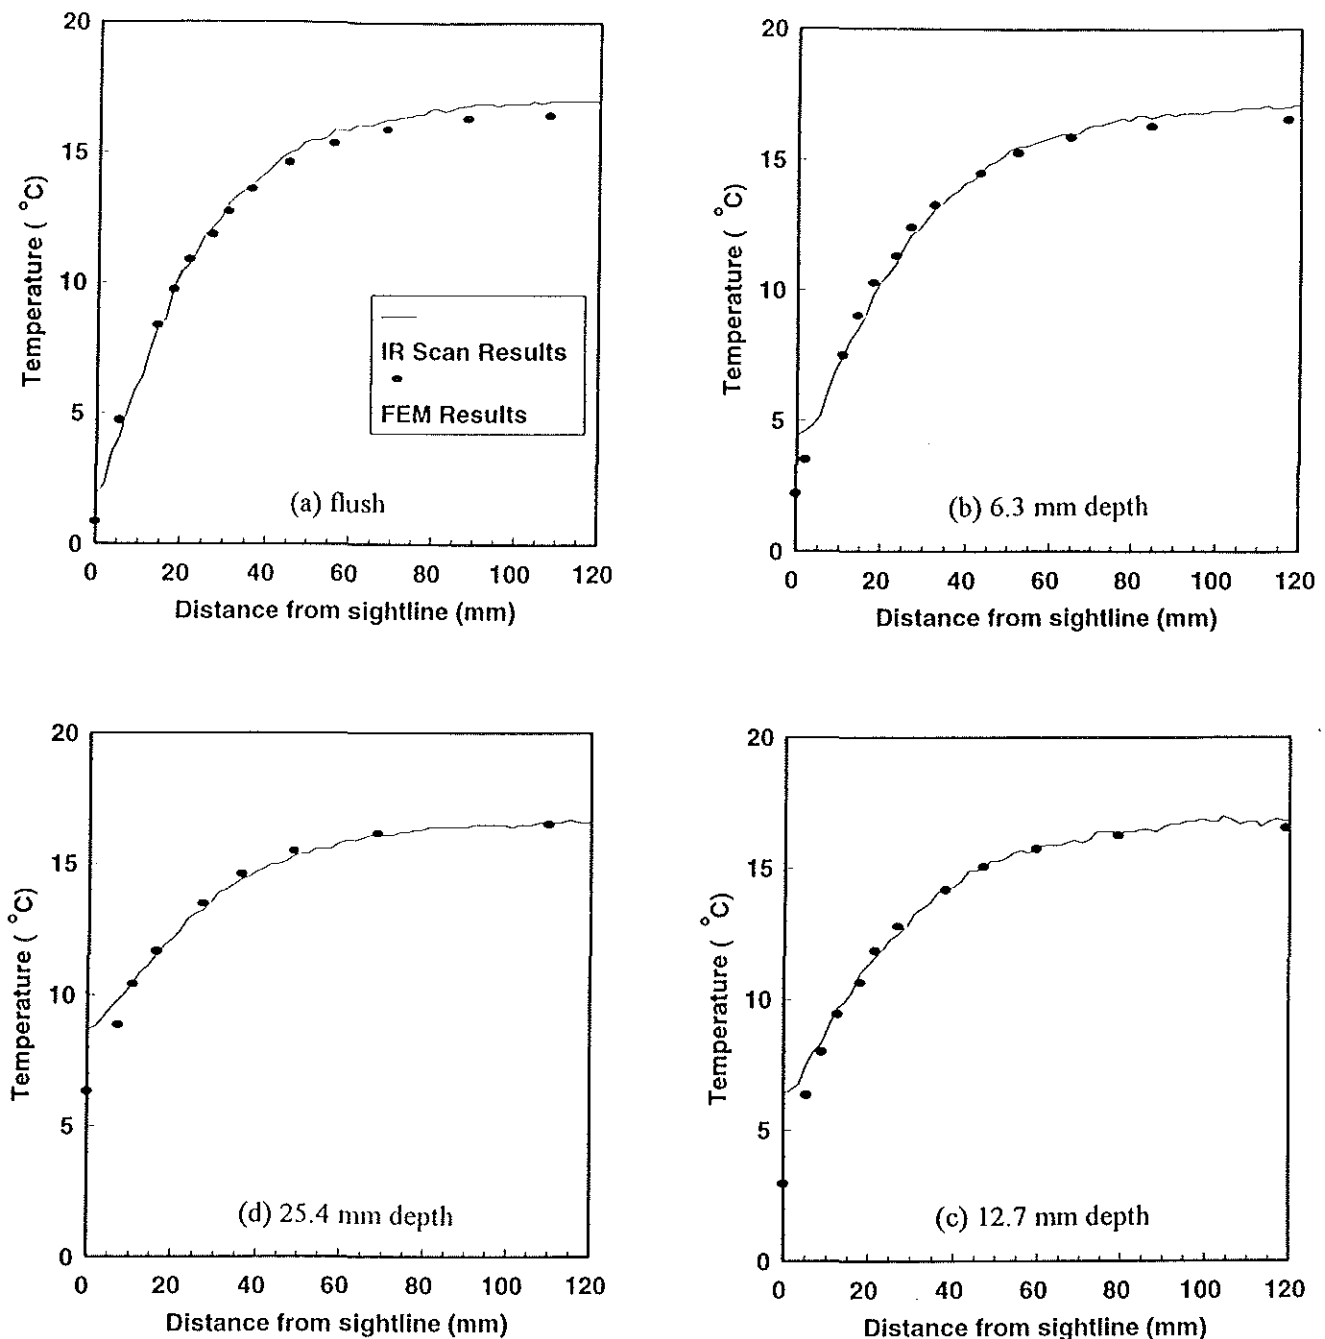 20
15
10
5
0
Temperature ( °C)
IR Scan Results
FEM Results
(a) flush
0 20 40 60 80 100 120
Distance from sightline (mm)
20
15
10
5
0
Temperature ( °C)
(b) 6.3 mm depth
0 20 40 60 80 100 120
Distance from sightline (mm)
20
15
10
5
0
Temperature ( °C)
(d) 25.4 mm depth
0 20 40 60 80 100 120
Distance from sightline (mm)
20
15
10
5
0
Temperature ( °C)
(c) 12.7 mm depth
0 20 40 60 80 100 120
Distance from sightline (mm)